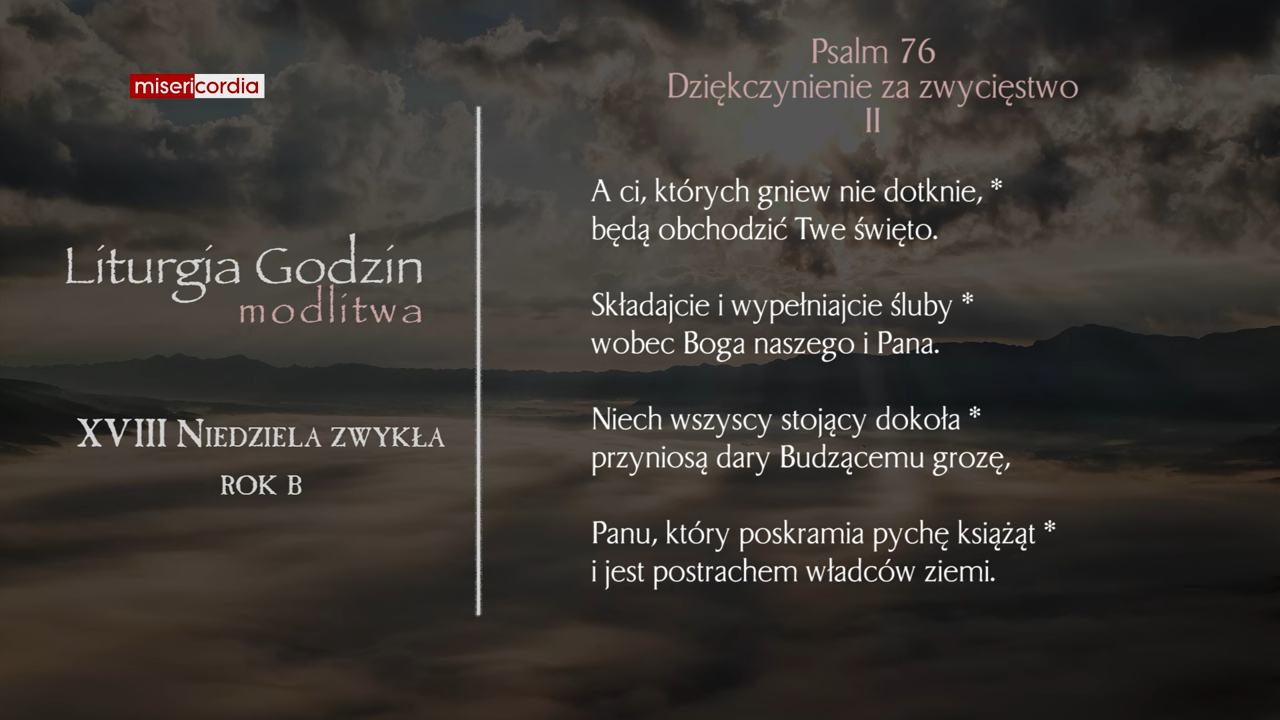 misericordia
Liturgia Godzin
modlitwa
XVIII Niedziela zwykła
rok B
Psalm 76
Dziękczynienie za zwycięstwo
II
A ci, których gniew nie dotknie, *
będą obchodzić Twe święto.
Składajcie i wypełniajcie śluby *
wobec Boga naszego i Pana.
Niech wszyscy stojący dokoła *
przyniosą dary Budzącemu grozę,
Panu, który poskramia pychę książąt *
i jest postrachem władców ziemi.